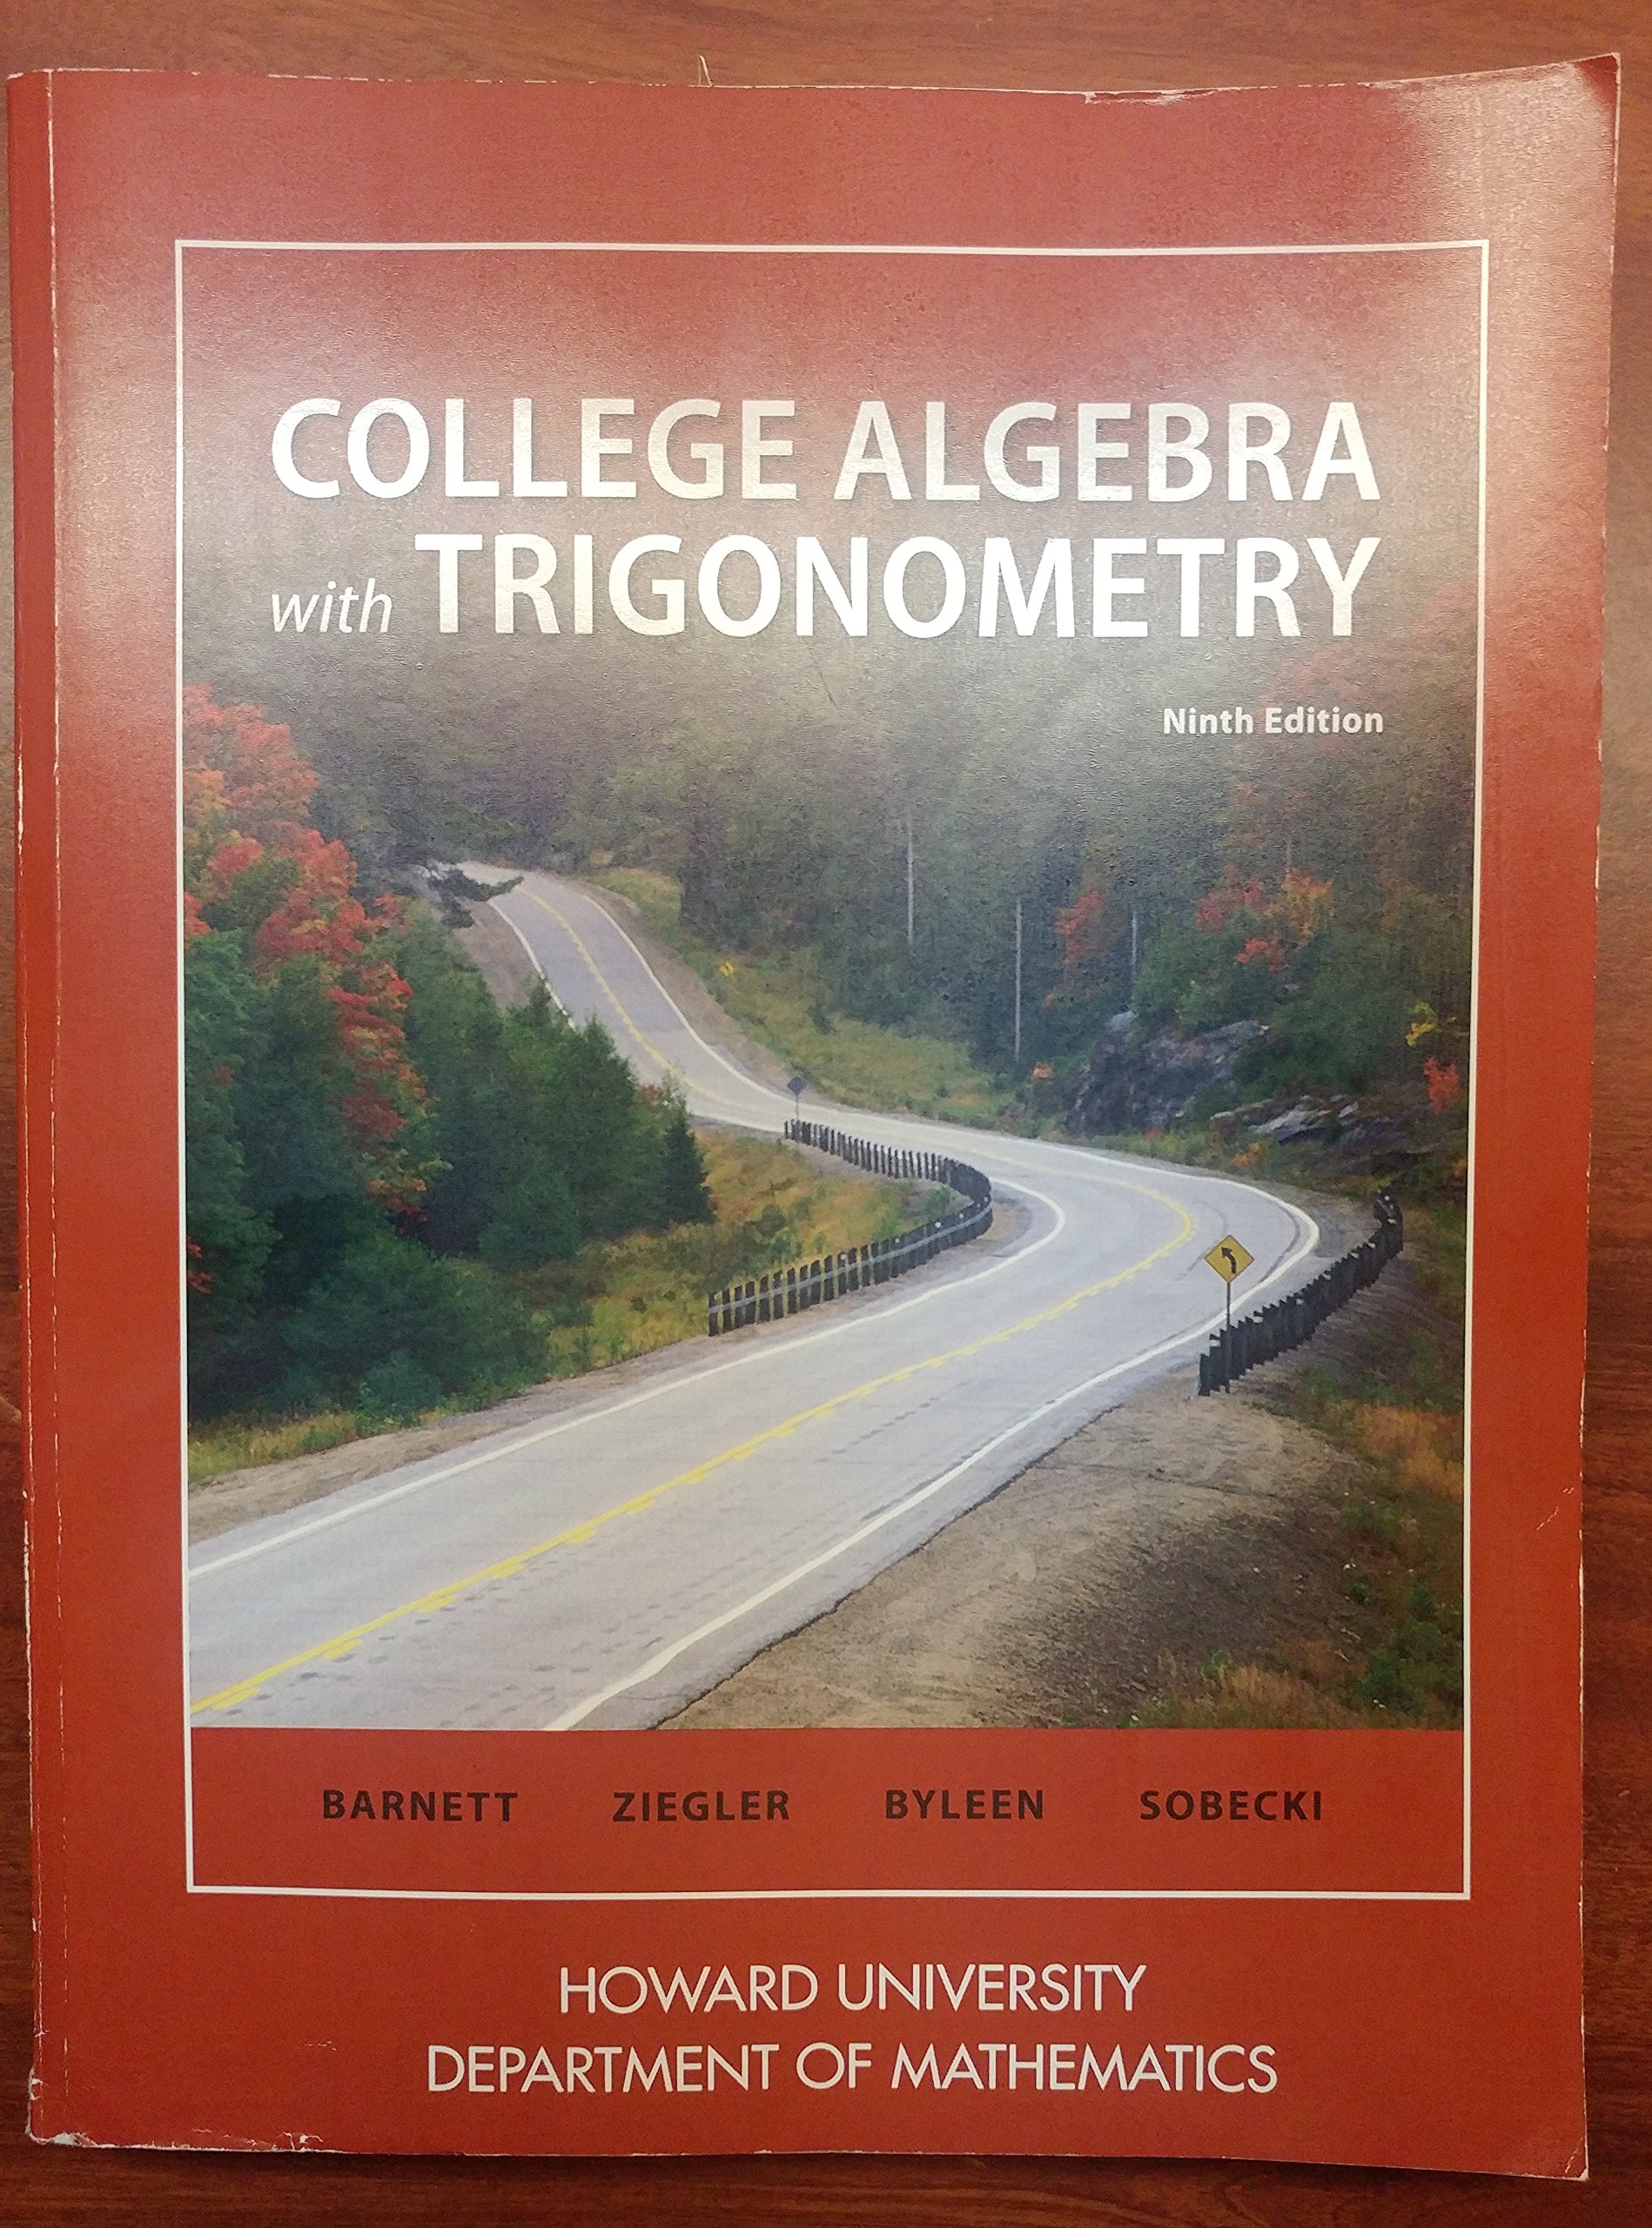 COLLEGE ALGEBRA
with TRIGONOMETRY
Ninth Edition
BARNETT ZIEGLER BYLEEN SOBECKI
HOWARD UNIVERSITY
DEPARTMENT OF MATHEMATICS